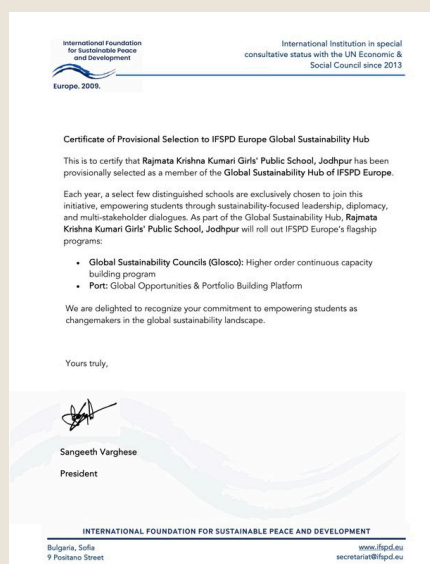 International Foundation
for Sustainable Peace
and Development
Europe. 2009.
International Institution in special
consultative status with the UN Economic &
Social Council since 2013
Certificate of Provisional Selection to IFSPD Europe Global Sustainability Hub
This is to certify that Rajmata Krishna Kumari Girls' Public School, Jodhpur has been
provisionally selected as a member of the Global Sustainability Hub of IFSPD Europe.
Each year, a select few distinguished schools are exclusively chosen to join this
initiative, empowering students through sustainability-focused leadership, diplomacy,
and multi-stakeholder dialogues. As part of the Global Sustainability Hub, Rajmata
Krishna Kumari Girls' Public School, Jodhpur will roll out IFSPD Europe's flagship
programs:
• Global Sustainability Councils (Glosco): Higher order continuous capacity
building program
• Port: Global Opportunities & Portfolio Building Platform
We are delighted to recognize your commitment to empowering students as
changemakers in the global sustainability landscape.
Yours truly,
Sangeeth Varghese
President
INTERNATIONAL FOUNDATION FOR SUSTAINABLE PEACE AND DEVELOPMENT
Bulgaria, Sofia
9 Positano Street
www.ifspd.eu
secretariat@ifspd.eu